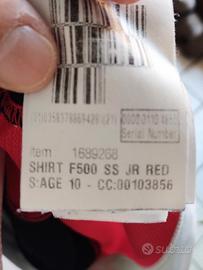 Serial Number
Item 1689268
SHIRT F500 SS JR RED
S:AGE 10 - CC:00103856
subito